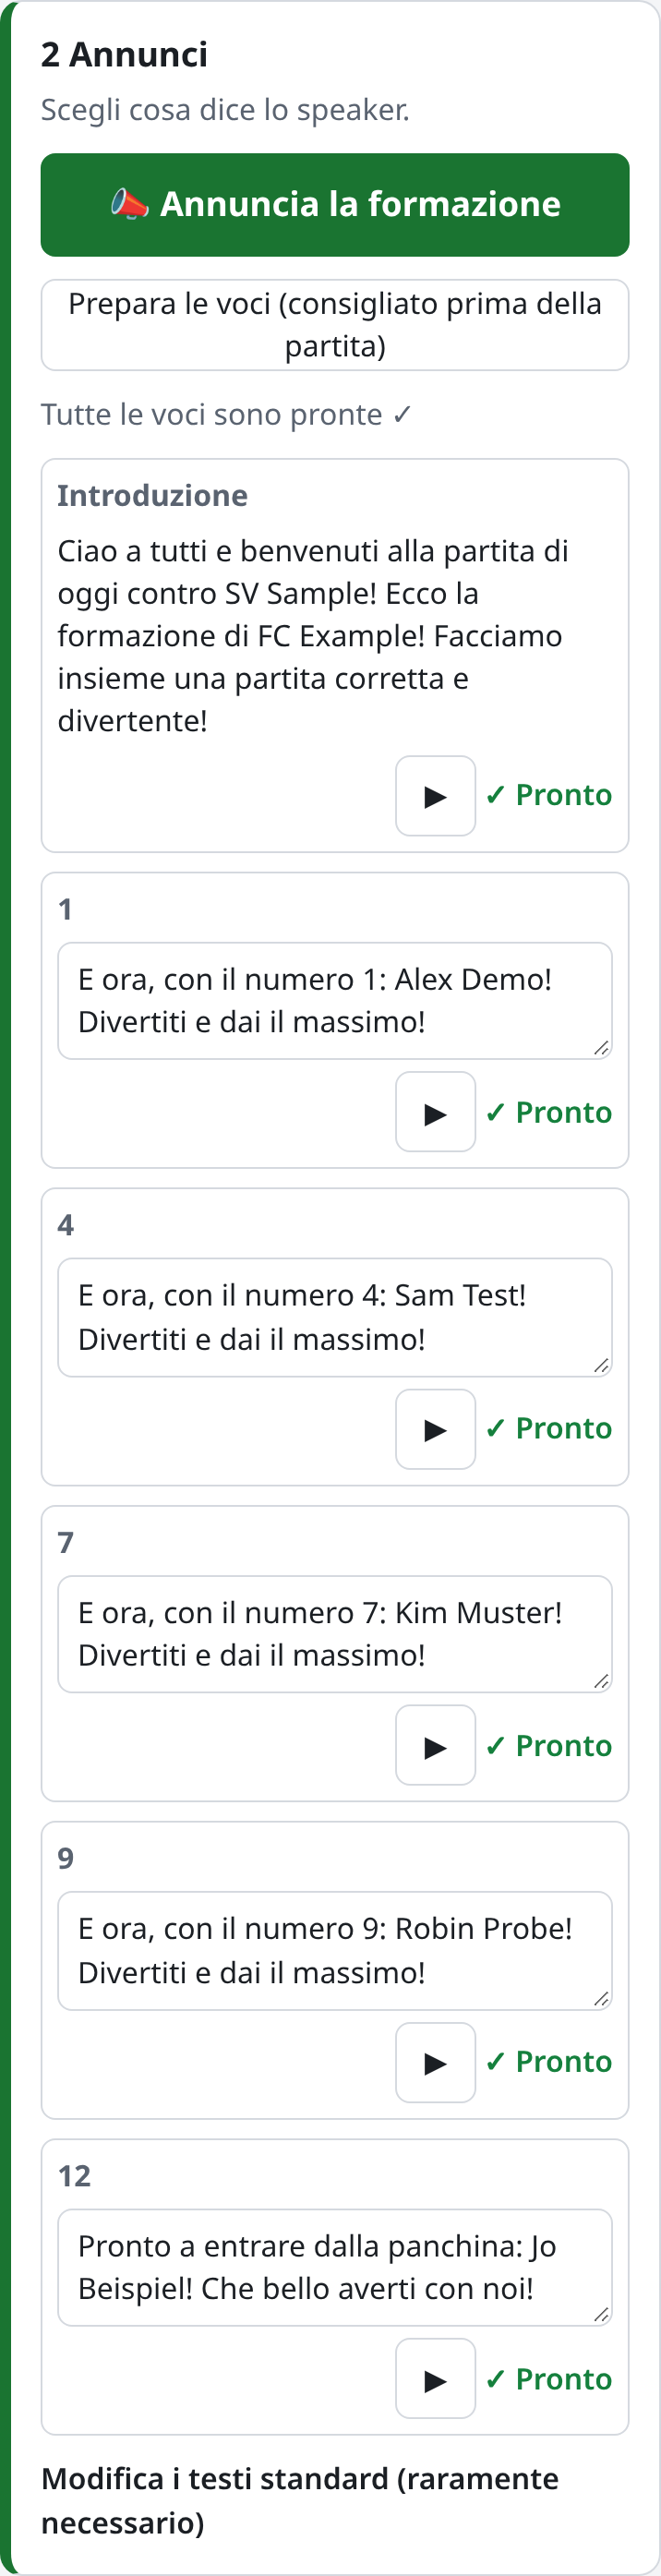 2 Annunci
Scegli cosa dice lo speaker.
📣 Annuncia la formazione
Prepara le voci (consigliato prima della
partita)
Tutte le voci sono pronte ✓
Introduzione
Ciao a tutti e benvenuti alla partita di
oggi contro SV Sample! Ecco la
formazione di FC Example! Facciamo
insieme una partita corretta e
divertente!
▶ ✓ Pronto
1
E ora, con il numero 1: Alex Demo!
Divertiti e dai il massimo!
▶ ✓ Pronto
4
E ora, con il numero 4: Sam Test!
Divertiti e dai il massimo!
▶ ✓ Pronto
7
E ora, con il numero 7: Kim Muster!
Divertiti e dai il massimo!
▶ ✓ Pronto
9
E ora, con il numero 9: Robin Probe!
Divertiti e dai il massimo!
▶ ✓ Pronto
12
Pronto a entrare dalla panchina: Jo
Beispiel! Che bello averti con noi!
▶ ✓ Pronto
Modifica i testi standard (raramente
necessario)